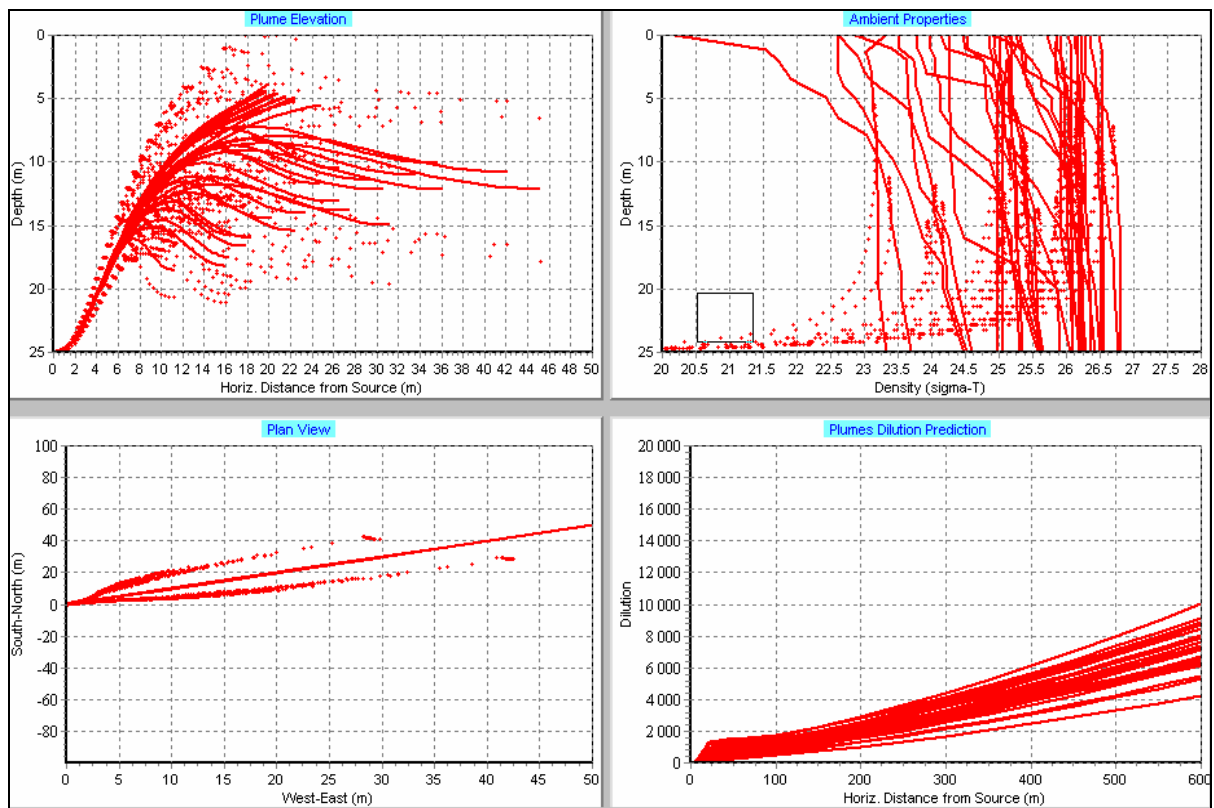 Plume Elevation
0
5
10
15
20
25
Depth (m)
0 2 4 6 8 10 12 14 16 18 20 22 24 26 28 30 32 34 36 38 40 42 44 46 48 50
Horiz. Distance from Source (m)
Ambient Properties
0
5
10
15
20
25
Depth (m)
20 20.5 21 21.5 22 22.5 23 23.5 24 24.5 25 25.5 26 26.5 27 27.5 28
Density (sigma-T)
Plan View
100
80
60
40
20
0
-20
-40
-60
-80
South-North (m)
0 5 10 15 20 25 30 35 40 45 50
West-East (m)
Plumes Dilution Prediction
20 000
18 000
16 000
14 000
12 000
10 000
8 000
6 000
4 000
2 000
0
Dilution
0 100 200 300 400 500 600
Horiz. Distance from Source (m)